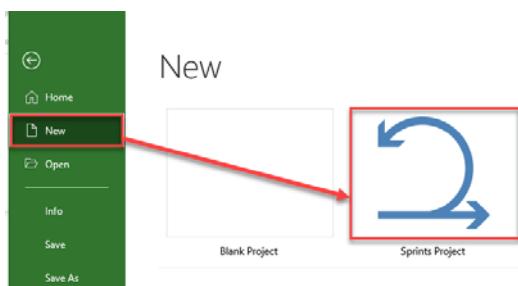 New
Home
New
Open
Info
Save
Save As
Blank Project
Sprints Project